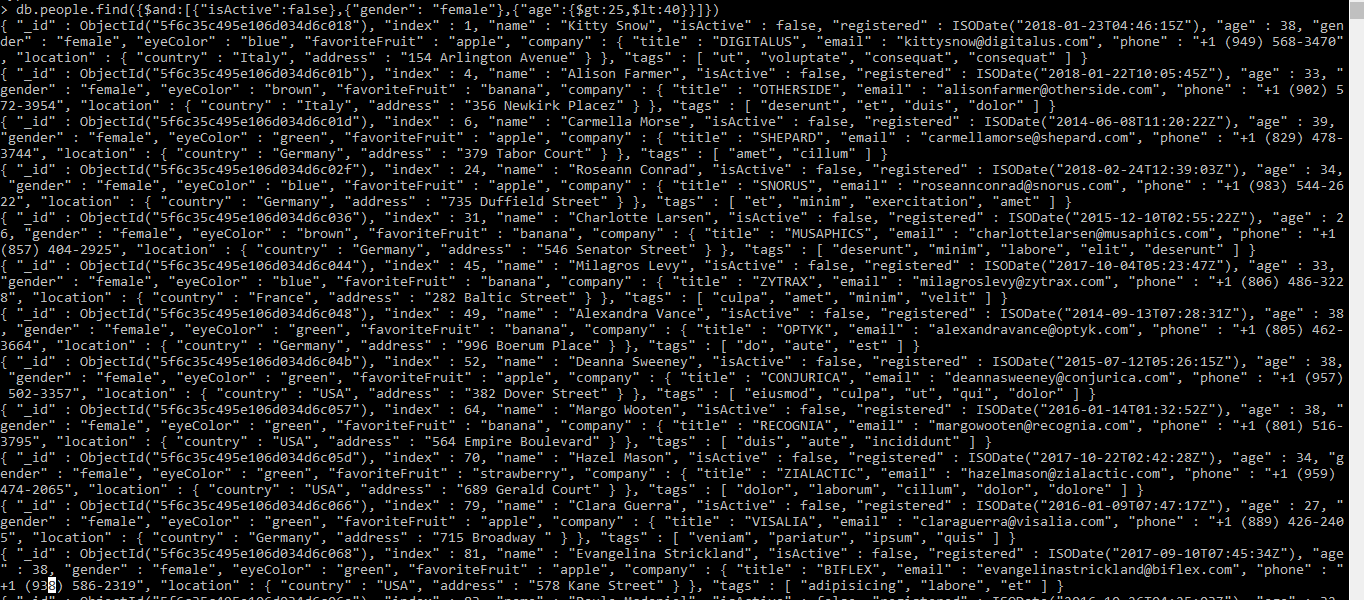 > db.people.find({$and:[{"isActive":false},{"gender": "female"},{"age":{$gt:25,$lt:40}}]})
{ "_id" : ObjectId("5f6c35c495e106d034d6c018"), "index" : 1, "name" : "Kitty Snow", "isActive" : false, "registered" : ISODate("2018-01-23T04:46:15Z"), "age" : 38, "gen
der" : "female", "eyeColor" : "blue", "favoriteFruit" : "apple", "company" : { "title" : "DIGITALUS", "email" : "kittysnow@digitalus.com", "phone" : "+1 (949) 568-3470"
, "location" : { "country" : "Italy", "address" : "154 Arlington Avenue" } }, "tags" : [ "ut", "voluptate", "consequat", "consequat" ] }
{ "_id" : ObjectId("5f6c35c495e106d034d6c01b"), "index" : 4, "name" : "Alison Farmer", "isActive" : false, "registered" : ISODate("2018-01-22T10:05:45Z"), "age" : 33, "
gender" : "female", "eyeColor" : "brown", "favoriteFruit" : "banana", "company" : { "title" : "OTHERSIDE", "email" : "alisonfarmer@otherside.com", "phone" : "+1 (902) 5
72-3954", "location" : { "country" : "Italy", "address" : "356 Newkirk Placez" } }, "tags" : [ "deserunt", "et", "duis", "dolor" ] }
{ "_id" : ObjectId("5f6c35c495e106d034d6c01d"), "index" : 6, "name" : "Carmella Morse", "isActive" : false, "registered" : ISODate("2014-06-08T11:20:22Z"), "age" : 39,
"gender" : "female", "eyeColor" : "green", "favoriteFruit" : "apple", "company" : { "title" : "SHEPARD", "email" : "carmellamorse@shepard.com", "phone" : "+1 (829) 478-
3744", "location" : { "country" : "Germany", "address" : "379 Tabor Court" } }, "tags" : [ "amet", "cillum" ] }
{ "_id" : ObjectId("5f6c35c495e106d034d6c02f"), "index" : 24, "name" : "Roseann Conrad", "isActive" : false, "registered" : ISODate("2018-02-24T12:39:03Z"), "age" : 34,
"gender" : "female", "eyeColor" : "blue", "favoriteFruit" : "apple", "company" : { "title" : "SNORUS", "email" : "roseannconrad@snorus.com", "phone" : "+1 (983) 544-26
22", "location" : { "country" : "Germany", "address" : "735 Duffield Street" } }, "tags" : [ "et", "minim", "exercitation", "amet" ] }
{ "_id" : ObjectId("5f6c35c495e106d034d6c036"), "index" : 31, "name" : "Charlotte Larsen", "isActive" : false, "registered" : ISODate("2015-12-10T02:55:22Z"), "age" : 2
6, "gender" : "female", "eyeColor" : "brown", "favoriteFruit" : "banana", "company" : { "title" : "MUSAPHICS", "email" : "charlottelarsen@musaphics.com", "phone" : "+1
(857) 404-2925", "location" : { "country" : "Germany", "address" : "546 Senator Street" } }, "tags" : [ "deserunt", "minim", "labore", "elit", "deserunt" ] }
{ "_id" : ObjectId("5f6c35c495e106d034d6c044"), "index" : 45, "name" : "Milagros Levy", "isActive" : false, "registered" : ISODate("2017-10-04T05:23:47Z"), "age" : 33,
"gender" : "female", "eyeColor" : "blue", "favoriteFruit" : "banana", "company" : { "title" : "ZYTRAX", "email" : "milagroslevy@zytrax.com", "phone" : "+1 (806) 486-322
8", "location" : { "country" : "France", "address" : "282 Baltic Street" } }, "tags" : [ "culpa", "amet", "minim", "velit" ] }
{ "_id" : ObjectId("5f6c35c495e106d034d6c048"), "index" : 49, "name" : "Alexandra Vance", "isActive" : false, "registered" : ISODate("2014-09-13T07:28:31Z"), "age" : 38
, "gender" : "female", "eyeColor" : "green", "favoriteFruit" : "banana", "company" : { "title" : "OPTYK", "email" : "alexandravance@optyk.com", "phone" : "+1 (805) 462-
3664", "location" : { "country" : "Germany", "address" : "996 Boerum Place" } }, "tags" : [ "do", "aute", "est" ] }
{ "_id" : ObjectId("5f6c35c495e106d034d6c04b"), "index" : 52, "name" : "Deanna Sweeney", "isActive" : false, "registered" : ISODate("2015-07-12T05:26:15Z"), "age" : 38,
"gender" : "female", "eyeColor" : "green", "favoriteFruit" : "apple", "company" : { "title" : "CONJURICA", "email" : "deannasweeney@conjurica.com", "phone" : "+1 (957)
502-3357", "location" : { "country" : "USA", "address" : "382 Dover Street" } }, "tags" : [ "eiusmod", "culpa", "ut", "qui", "dolor" ] }
{ "_id" : ObjectId("5f6c35c495e106d034d6c057"), "index" : 64, "name" : "Margo Wooten", "isActive" : false, "registered" : ISODate("2016-01-14T01:32:52Z"), "age" : 38, "
gender" : "female", "eyeColor" : "green", "favoriteFruit" : "banana", "company" : { "title" : "RECOGNIA", "email" : "margowooten@recognia.com", "phone" : "+1 (801) 516-
3795", "location" : { "country" : "USA", "address" : "564 Empire Boulevard" } }, "tags" : [ "duis", "aute", "incididunt" ] }
{ "_id" : ObjectId("5f6c35c495e106d034d6c05d"), "index" : 70, "name" : "Hazel Mason", "isActive" : false, "registered" : ISODate("2017-10-22T02:42:28Z"), "age" : 34, "g
ender" : "female", "eyeColor" : "green", "favoriteFruit" : "strawberry", "company" : { "title" : "ZIALACTIC", "email" : "hazelmason@zialactic.com", "phone" : "+1 (959)
474-2065", "location" : { "country" : "USA", "address" : "689 Gerald Court" } }, "tags" : [ "dolor", "laborum", "cillum", "dolor", "dolore" ] }
{ "_id" : ObjectId("5f6c35c495e106d034d6c066"), "index" : 79, "name" : "Clara Guerra", "isActive" : false, "registered" : ISODate("2016-01-09T07:47:17Z"), "age" : 27, "
gender" : "female", "eyeColor" : "green", "favoriteFruit" : "apple", "company" : { "title" : "VISALIA", "email" : "claraguerra@visalia.com", "phone" : "+1 (889) 426-240
5", "location" : { "country" : "Germany", "address" : "715 Broadway " } }, "tags" : [ "veniam", "pariatur", "ipsum", "quis" ] }
{ "_id" : ObjectId("5f6c35c495e106d034d6c068"), "index" : 81, "name" : "Evangelina Strickland", "isActive" : false, "registered" : ISODate("2017-09-10T07:45:34Z"), "age
" : 38, "gender" : "female", "eyeColor" : "green", "favoriteFruit" : "apple", "company" : { "title" : "BIFLEX", "email" : "evangelinastrickland@biflex.com", "phone" : "
+1 (938) 586-2319", "location" : { "country" : "USA", "address" : "578 Kane Street" } }, "tags" : [ "adipisicing", "labore", "et" ] }